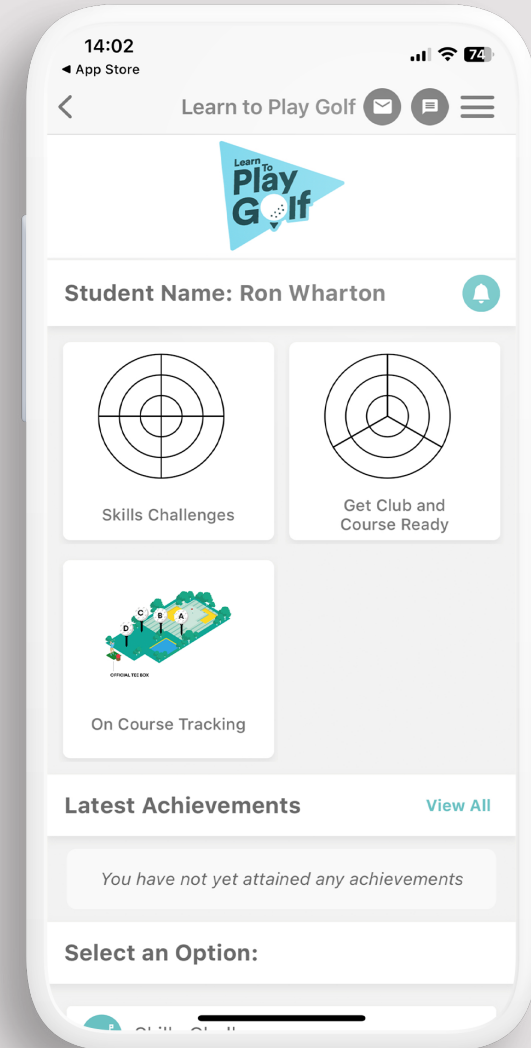 14:02
74
◀ App Store
Learn to Play Golf
Learn
To
Play
Golf
Student Name: Ron Wharton
Skills Challenges
Get Club and
Course Ready
C
B
A
D
OFFICIAL TEE BOX
On Course Tracking
Latest Achievements
View All
You have not yet attained any achievements
Select an Option: